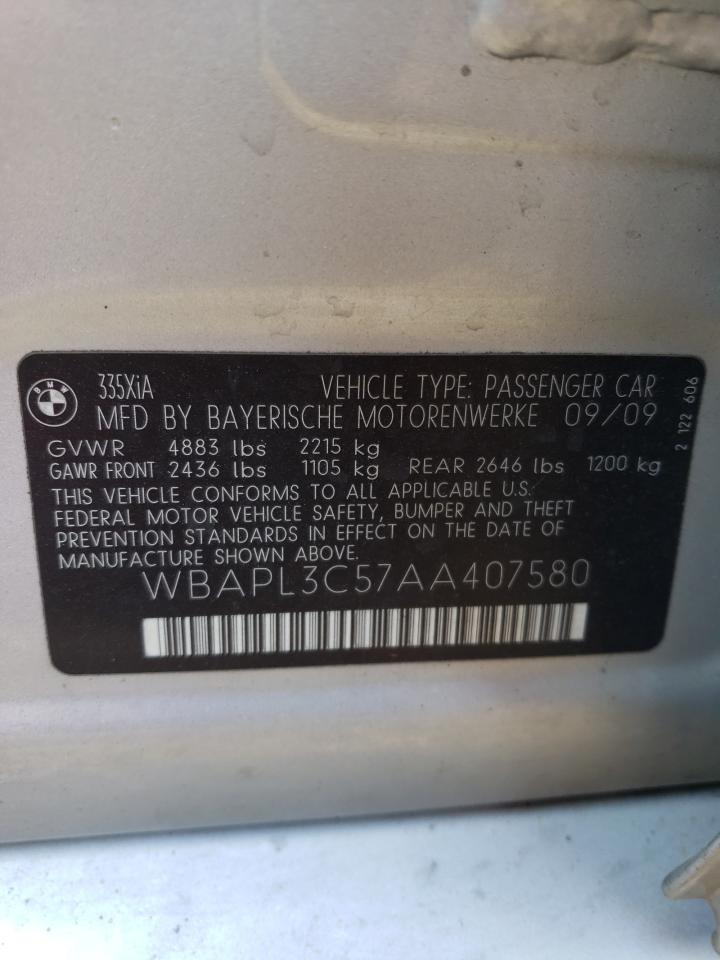 BMW
335XiA VEHICLE TYPE: PASSENGER CAR
MFD BY BAYERISCHE MOTORENWERKE 09/09
GVWR 4883 lbs 2215 kg
GAWR FRONT 2436 lbs 1105 kg REAR 2646 lbs 1200 kg
THIS VEHICLE CONFORMS TO ALL APPLICABLE U.S.
FEDERAL MOTOR VEHICLE SAFETY, BUMPER AND THEFT
PREVENTION STANDARDS IN EFFECT ON THE DATE OF
MANUFACTURE SHOWN ABOVE.
WBAPL3C57AA407580
2 122 606